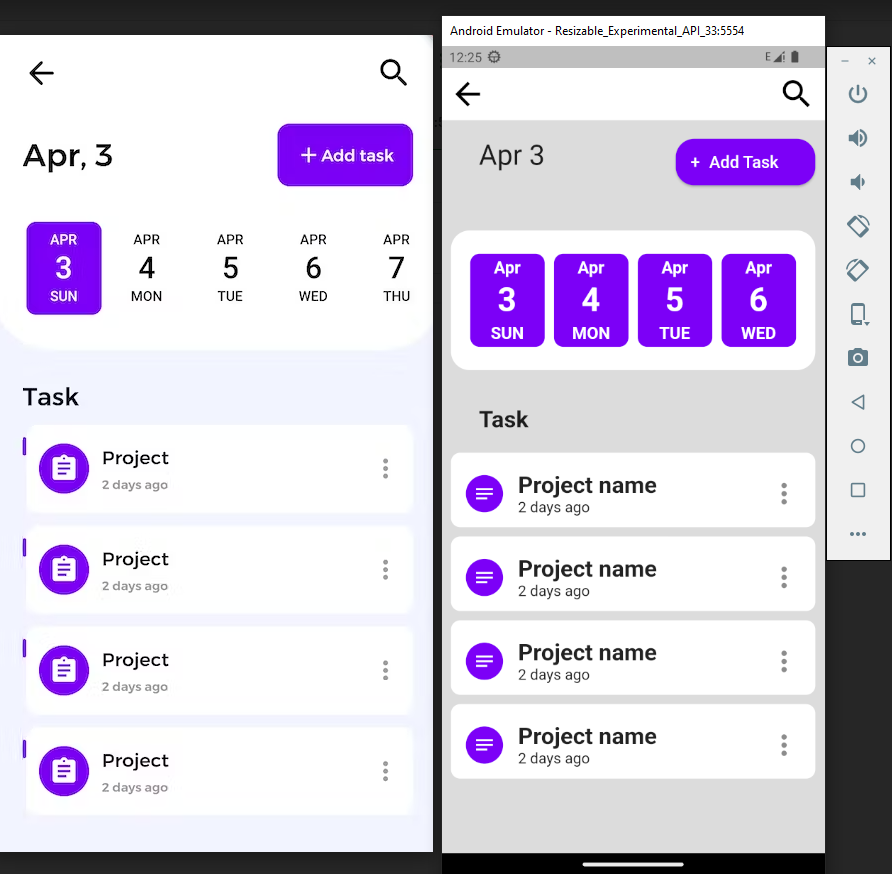 Apr, 3
+ Add task
APR APR APR APR APR
3 4 5 6 7
SUN MON TUE WED THU
Task
Project
2 days ago
Project
2 days ago
Project
2 days ago
Project
2 days ago
Android Emulator - Resizable_Experimental_API_33:5554
12:25
E
Apr 3
+ Add Task
Apr Apr Apr Apr
3 4 5 6
SUN MON TUE WED
Task
Project name
2 days ago
Project name
2 days ago
Project name
2 days ago
Project name
2 days ago